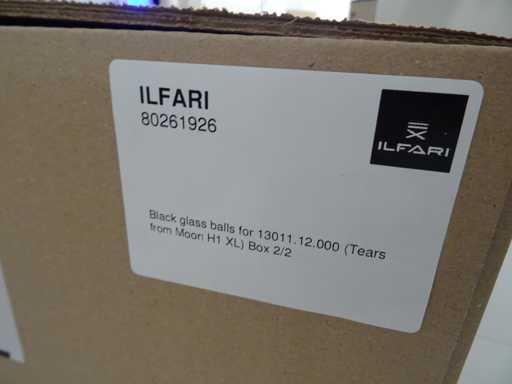 ILFARI
80261926
ILFARI
Black glass balls for 13011.12.000 (Tears
from Moon H1 XL) Box 2/2